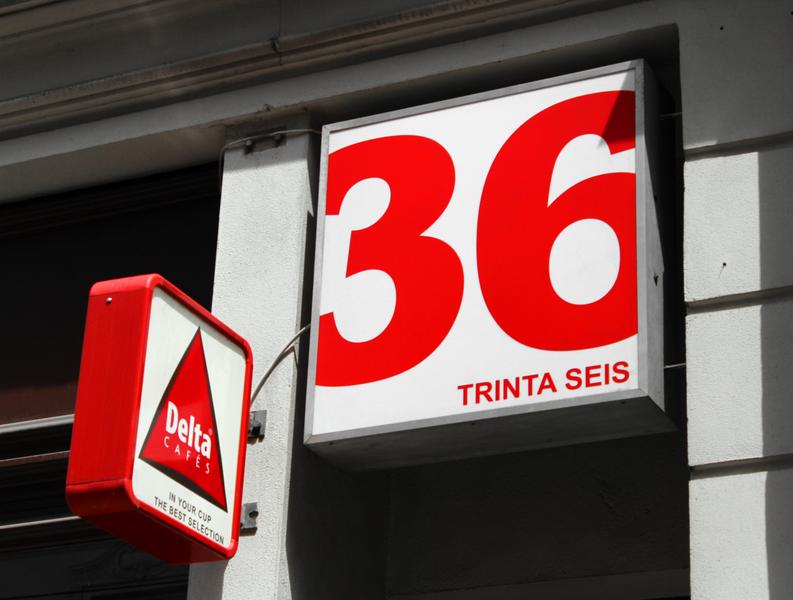 36
TRINTA SEIS
Delta
CAFÉS
IN YOUR CUP
THE BEST SELECTION